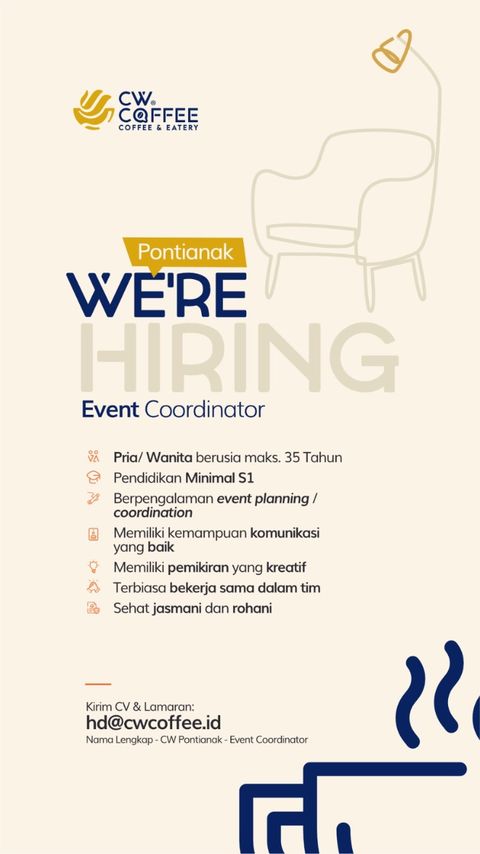 CW®
COFFEE
COFFEE & EATERY
Pontianak
WE'RE
HIRING
Event Coordinator
Pria/ Wanita berusia maks. 35 Tahun
Pendidikan Minimal S1
Berpengalaman event planning /
coordination
Memiliki kemampuan komunikasi
yang baik
Memiliki pemikiran yang kreatif
Terbiasa bekerja sama dalam tim
Sehat jasmani dan rohani
Kirim CV & Lamaran:
hd@cwcoffee.id
Nama Lengkap - CW Pontianak - Event Coordinator